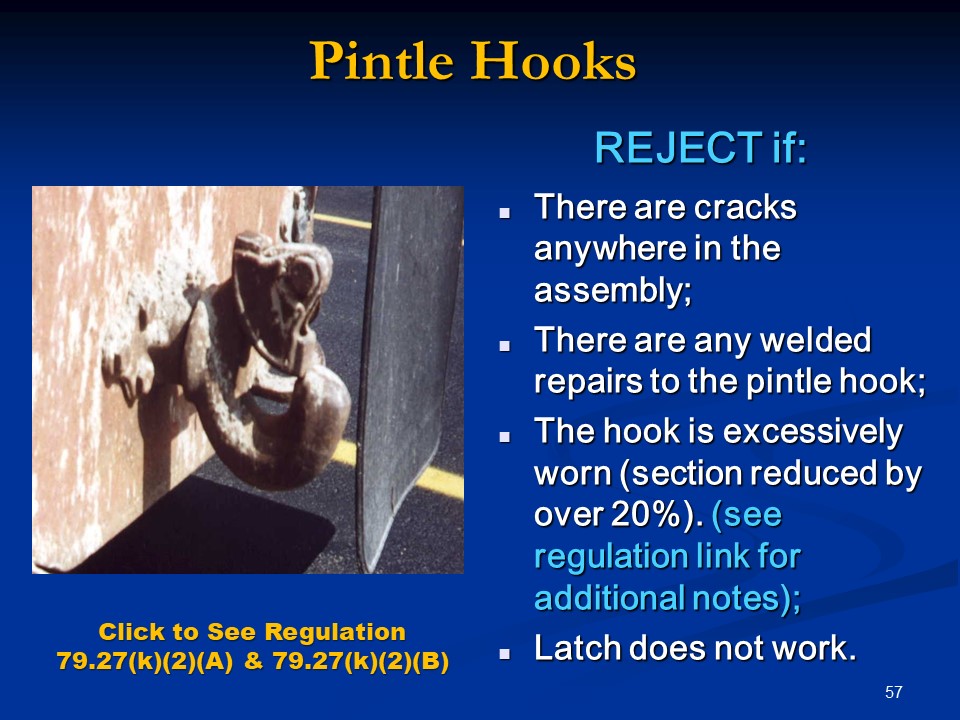 Pintle Hooks
REJECT if:
There are cracks
anywhere in the
assembly;
There are any welded
repairs to the pintle hook;
The hook is excessively
worn (section reduced by
over 20%). (see
regulation link for
additional notes);
Latch does not work.
Click to See Regulation
79.27(k)(2)(A) & 79.27(k)(2)(B)
57